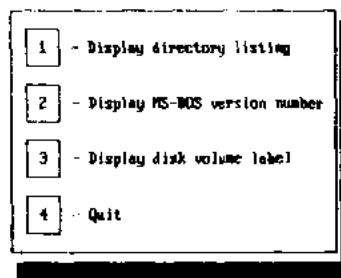 1 - Display directory listing
2 - Display MS-DOS version number
3 - Display disk volume label
4 - Quit